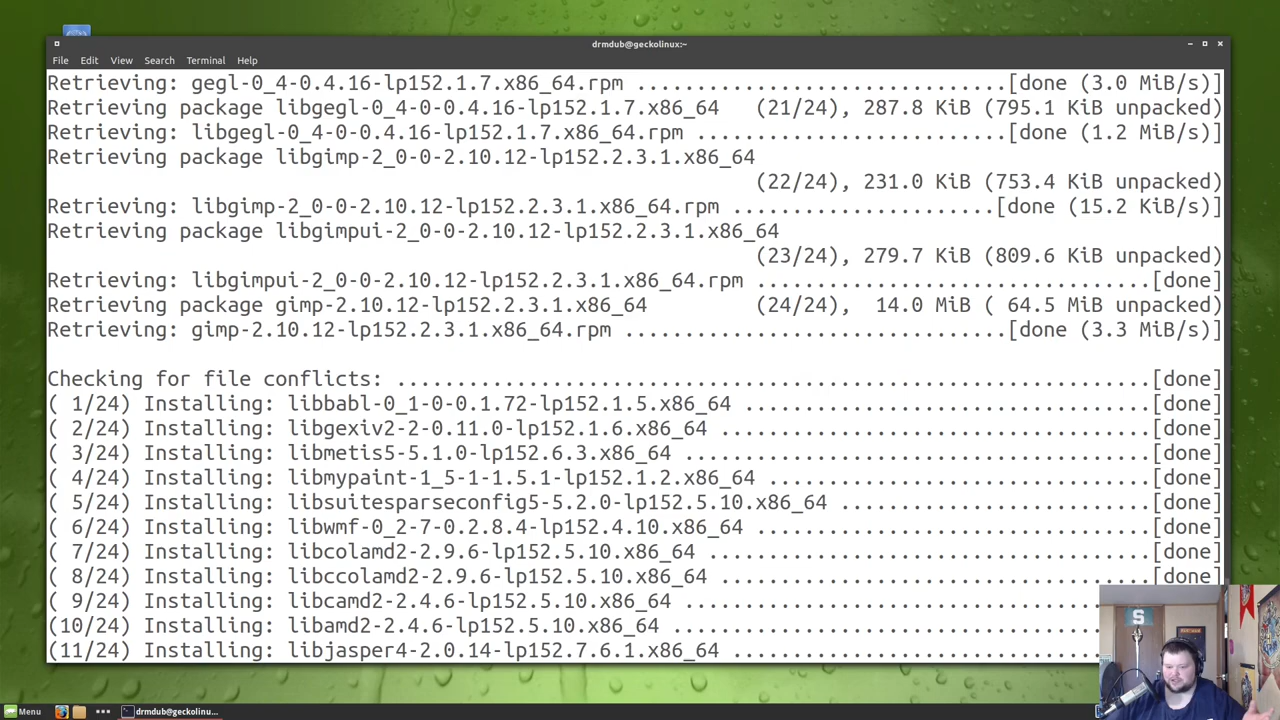 drmdub@geckolinux:~
File Edit View Search Terminal Help
Retrieving: gegl-0_4-0.4.16-lp152.1.7.x86_64.rpm ................................[done (3.0 MiB/s)]
Retrieving package libgegl-0_4-0-0.4.16-lp152.1.7.x86_64 (21/24), 287.8 KiB (795.1 KiB unpacked)
Retrieving: libgegl-0_4-0-0.4.16-lp152.1.7.x86_64.rpm ..........................[done (1.2 MiB/s)]
Retrieving package libgimp-2_0-0-2.10.12-lp152.2.3.1.x86_64
(22/24), 231.0 KiB (753.4 KiB unpacked)
Retrieving: libgimp-2_0-0-2.10.12-lp152.2.3.1.x86_64.rpm ......................[done (15.2 KiB/s)]
Retrieving package libgimpui-2_0-0-2.10.12-lp152.2.3.1.x86_64
(23/24), 279.7 KiB (809.6 KiB unpacked)
Retrieving: libgimpui-2_0-0-2.10.12-lp152.2.3.1.x86_64.rpm .................................[done]
Retrieving package gimp-2.10.12-lp152.2.3.1.x86_64 (24/24), 14.0 MiB ( 64.5 MiB unpacked)
Retrieving: gimp-2.10.12-lp152.2.3.1.x86_64.rpm ................................[done (3.3 MiB/s)]
Checking for file conflicts: ...............................................................[done]
( 1/24) Installing: libbabl-0_1-0-0.1.72-lp152.1.5.x86_64 ..................................[done]
( 2/24) Installing: libgexiv2-2-0.11.0-lp152.1.6.x86_64 ....................................[done]
( 3/24) Installing: libmetis5-5.1.0-lp152.6.3.x86_64 .......................................[done]
( 4/24) Installing: libmypaint-1_5-1-1.5.1-lp152.1.2.x86_64 ................................[done]
( 5/24) Installing: libsuitesparseconfig5-5.2.0-lp152.5.10.x86_64 ..........................[done]
( 6/24) Installing: libwmf-0_2-7-0.2.8.4-lp152.4.10.x86_64 .................................[done]
( 7/24) Installing: libcolamd2-2.9.6-lp152.5.10.x86_64 .....................................[done]
( 8/24) Installing: libccolamd2-2.9.6-lp152.5.10.x86_64 ....................................[done]
( 9/24) Installing: libcamd2-2.4.6-lp152.5.10.x86_64 ...................................
(10/24) Installing: libamd2-2.4.6-lp152.5.10.x86_64 ....................................
(11/24) Installing: libjasper4-2.0.14-lp152.7.6.1.x86_64 ...............................
S
Menu drmdub@geckolinu...